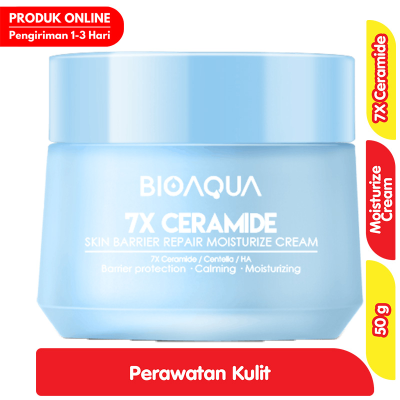 PRODUK ONLINE
Pengiriman 1-3 Hari
BIOAQUA
7X CERAMIDE
SKIN BARRIER REPAIR MOISTURIZE CREAM
7X Ceramide / Centella / HA
Barrier protection · Calming · Moisturizing
7X Ceramide
Moisturize
Cream
50 g
Perawatan Kulit